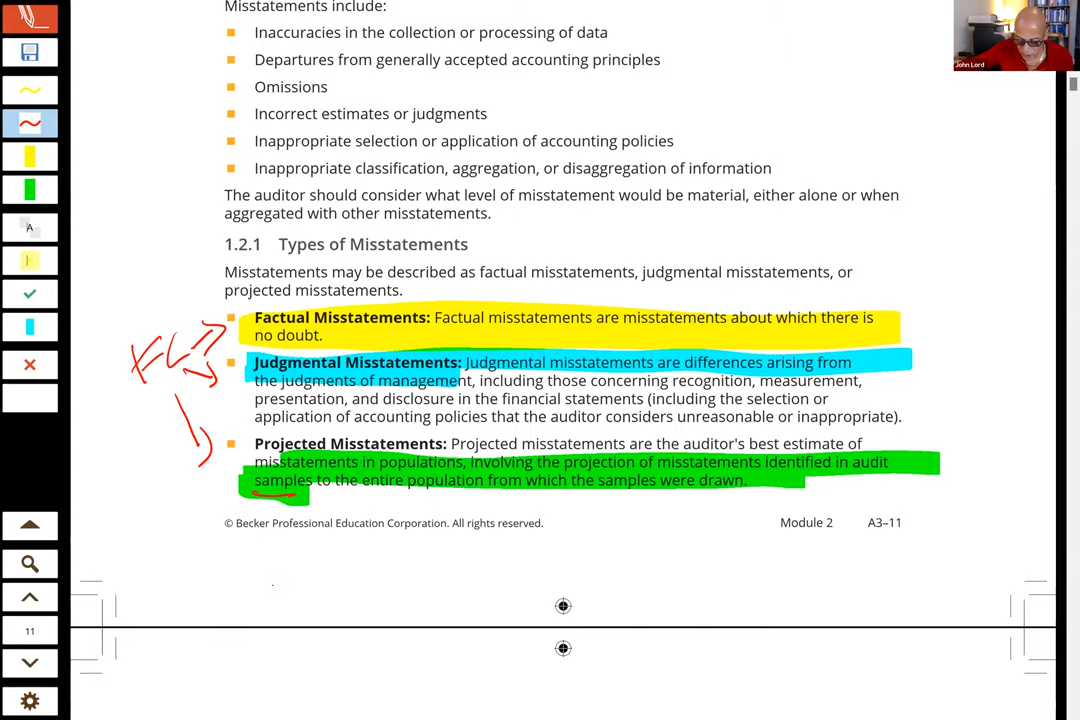 Misstatements include:
Inaccuracies in the collection or processing of data
Departures from generally accepted accounting principles
Omissions
Incorrect estimates or judgments
Inappropriate selection or application of accounting policies
Inappropriate classification, aggregation, or disaggregation of information
The auditor should consider what level of misstatement would be material, either alone or when
aggregated with other misstatements.
1.2.1 Types of Misstatements
Misstatements may be described as factual misstatements, judgmental misstatements, or
projected misstatements.
Factual Misstatements: Factual misstatements are misstatements about which there is
no doubt.
Judgmental Misstatements: Judgmental misstatements are differences arising from
the judgments of management, including those concerning recognition, measurement,
presentation, and disclosure in the financial statements (including the selection or
application of accounting policies that the auditor considers unreasonable or inappropriate).
Projected Misstatements: Projected misstatements are the auditor's best estimate of
misstatements in populations, involving the projection of misstatements identified in audit
samples to the entire population from which the samples were drawn.
© Becker Professional Education Corporation. All rights reserved.
Module 2 A3–11
John Lord
A
11